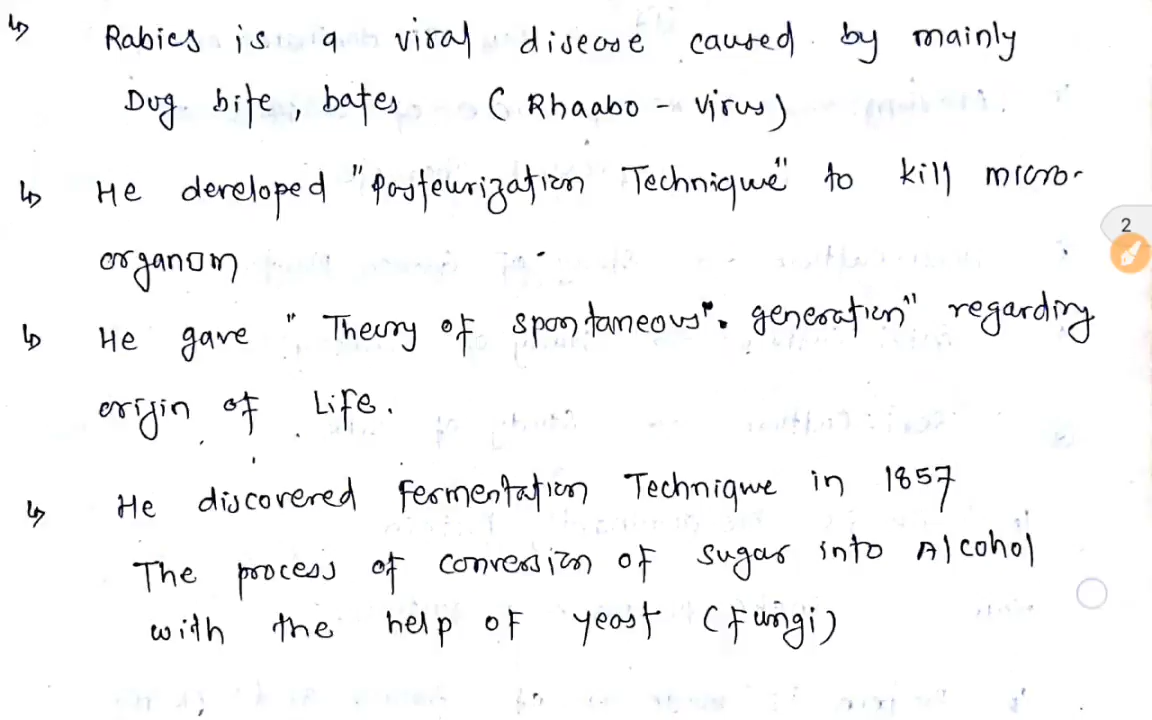 ↳ Rabies is a viral disease caused by mainly
Dog bite, bates (Rhaabo - virus)
↳ He developed "Pasteurization Technique" to kill micro-
organism
↳ He gave "Theory of spontaneous". generation" regarding
origin of Life.
↳ He discovered Fermentation Technique in 1857
The process of conversion of sugar into Alcohol
with the help of yeast (Fungi)
2